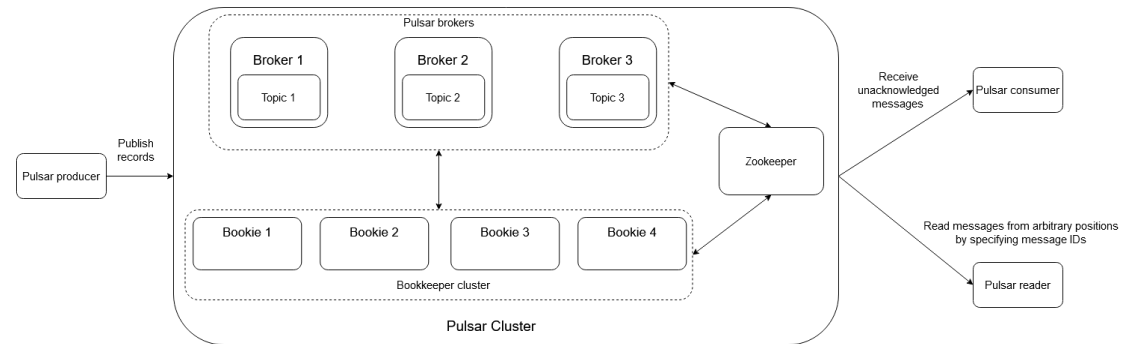 Pulsar brokers
Broker 1
Topic 1
Broker 2
Topic 2
Broker 3
Topic 3
Publish
records
Pulsar producer
Zookeeper
Bookie 1
Bookie 2
Bookie 3
Bookie 4
Bookkeeper cluster
Pulsar Cluster
Receive
unacknowledged
messages
Pulsar consumer
Read messages from arbitrary positions
by specifying message IDs
Pulsar reader